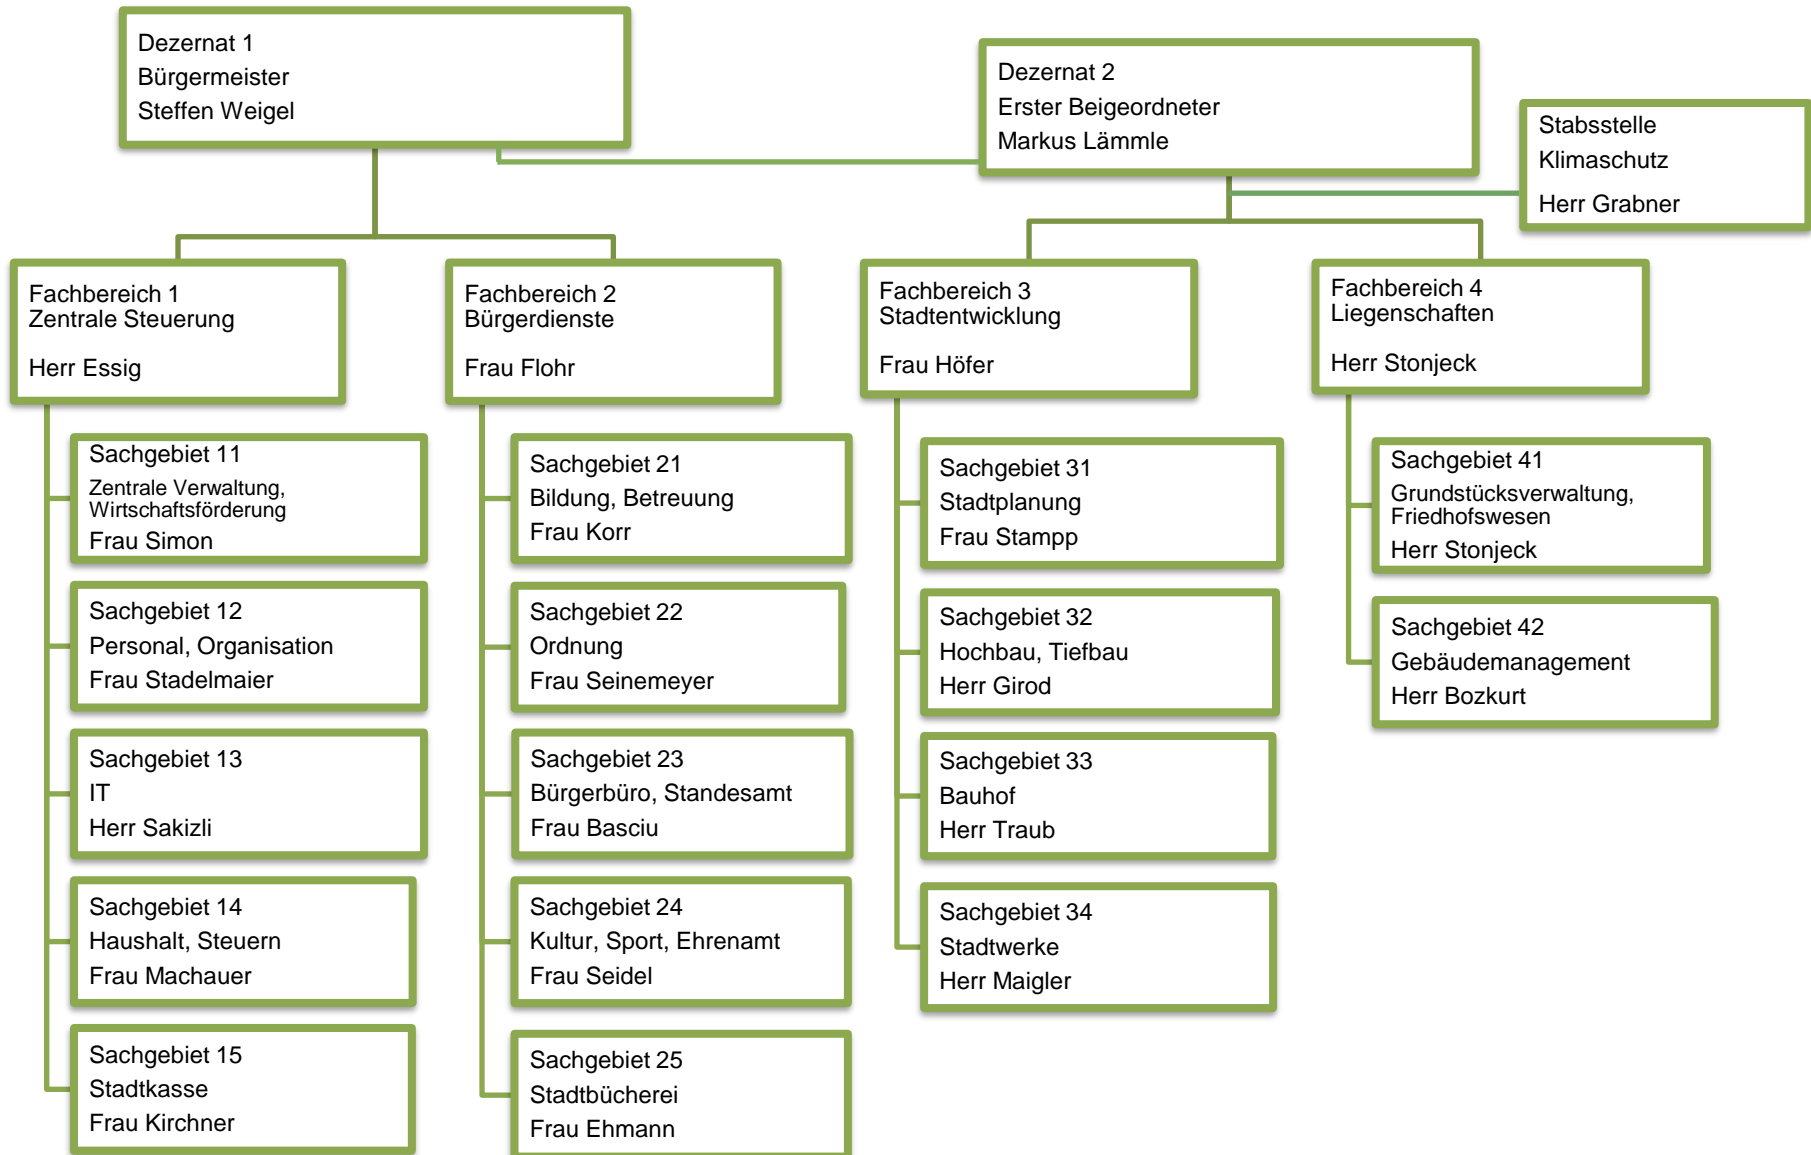 Dezernat 1
Bürgermeister
Steffen Weigel
Dezernat 2
Erster Beigeordneter
Markus Lämmle
Stabsstelle
Klimaschutz
Herr Grabner
Fachbereich 1
Zentrale Steuerung
Herr Essig
Fachbereich 2
Bürgerdienste
Frau Flohr
Fachbereich 3
Stadtentwicklung
Frau Höfer
Fachbereich 4
Liegenschaften
Herr Stonjeck
Sachgebiet 11
Zentrale Verwaltung,
Wirtschaftsförderung
Frau Simon
Sachgebiet 12
Personal, Organisation
Frau Stadelmaier
Sachgebiet 13
IT
Herr Sakizli
Sachgebiet 14
Haushalt, Steuern
Frau Machauer
Sachgebiet 15
Stadtkasse
Frau Kirchner
Sachgebiet 21
Bildung, Betreuung
Frau Korr
Sachgebiet 22
Ordnung
Frau Seinemeyer
Sachgebiet 23
Bürgerbüro, Standesamt
Frau Basciu
Sachgebiet 24
Kultur, Sport, Ehrenamt
Frau Seidel
Sachgebiet 25
Stadtbücherei
Frau Ehmann
Sachgebiet 31
Stadtplanung
Frau Stampp
Sachgebiet 32
Hochbau, Tiefbau
Herr Girod
Sachgebiet 33
Bauhof
Herr Traub
Sachgebiet 34
Stadtwerke
Herr Maigler
Sachgebiet 41
Grundstücksverwaltung,
Friedhofswesen
Herr Stonjeck
Sachgebiet 42
Gebäudemanagement
Herr Bozkurt